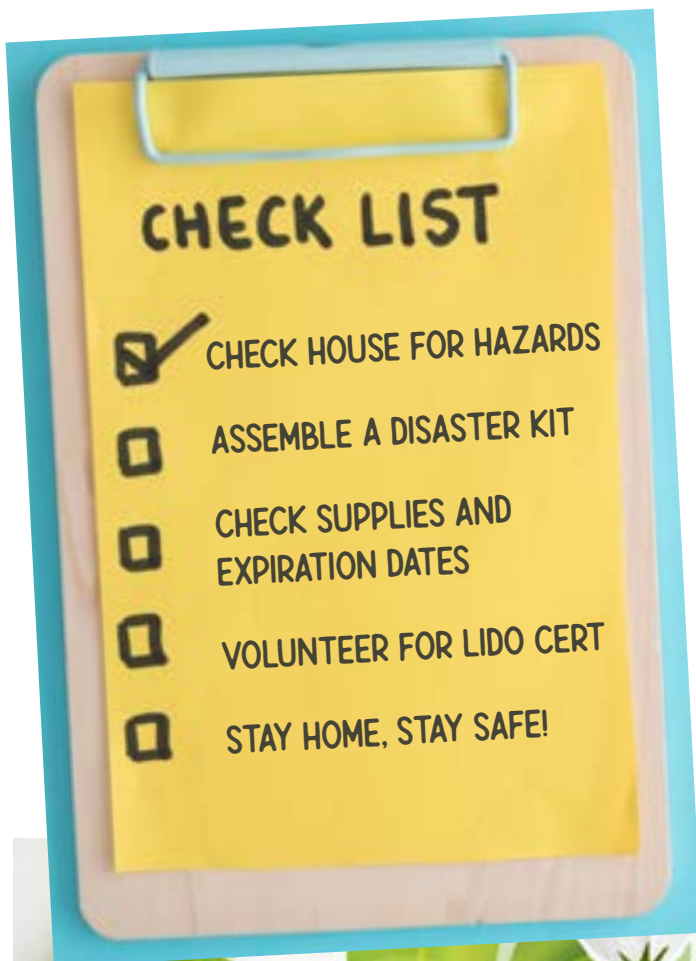 CHECK LIST
CHECK HOUSE FOR HAZARDS
ASSEMBLE A DISASTER KIT
CHECK SUPPLIES AND
EXPIRATION DATES
VOLUNTEER FOR LIDO CERT
STAY HOME, STAY SAFE!